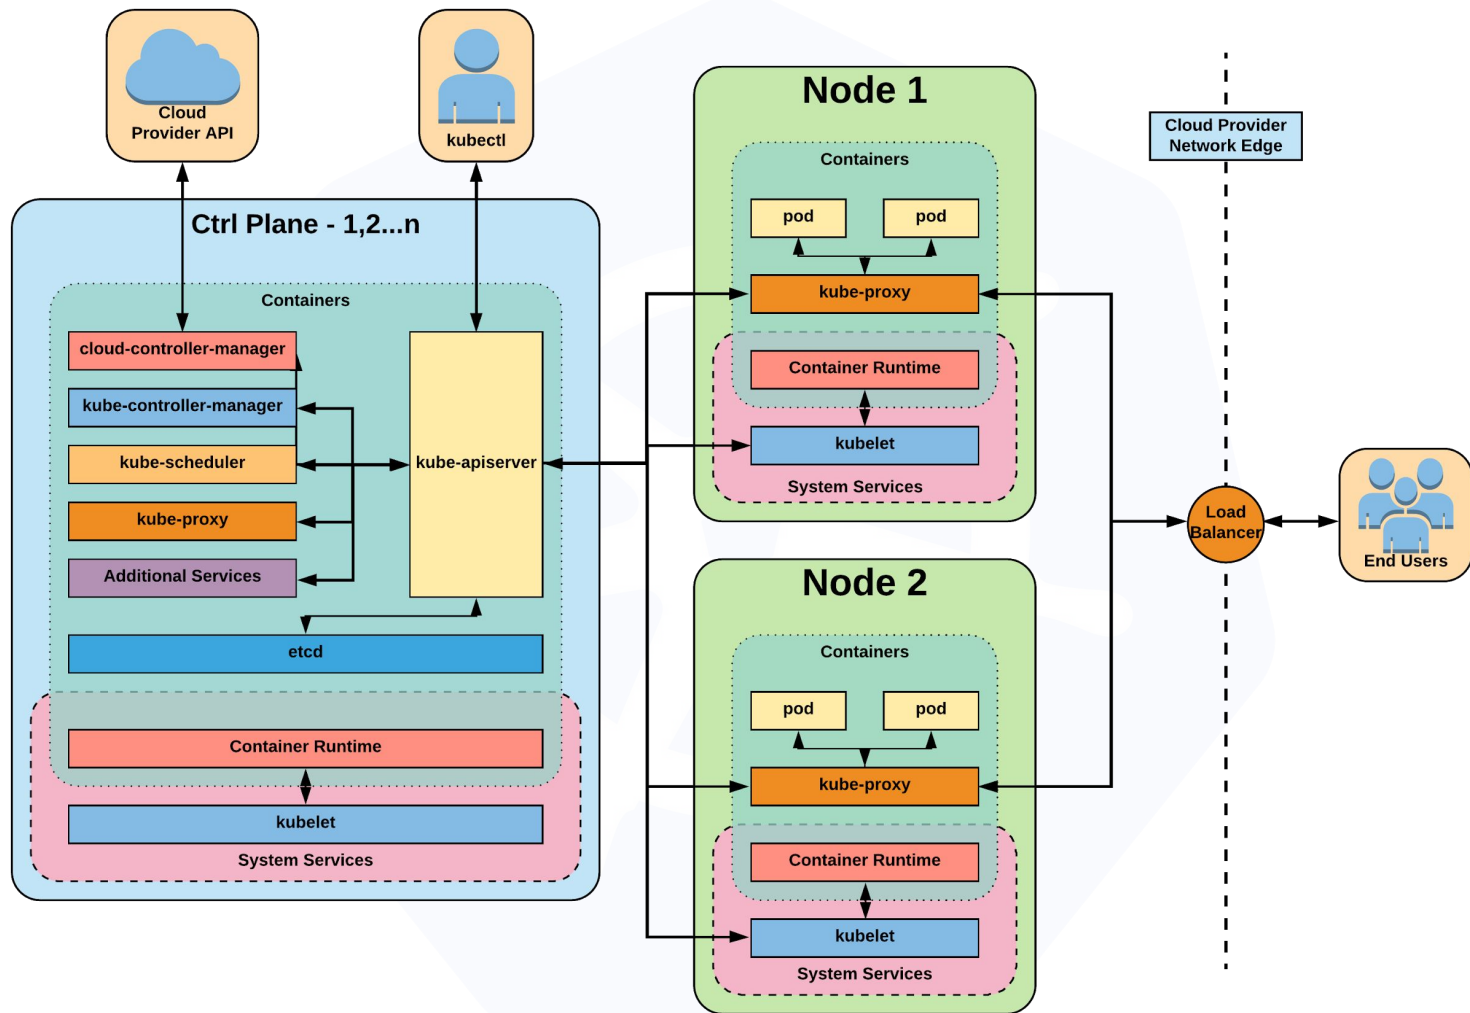 Cloud
Provider API
kubectl
Ctrl Plane - 1,2...n
Containers
cloud-controller-manager
kube-controller-manager
kube-scheduler
kube-proxy
Additional Services
kube-apiserver
etcd
Container Runtime
kubelet
System Services
Node 1
Containers
pod
pod
kube-proxy
Container Runtime
kubelet
System Services
Node 2
Containers
pod
pod
kube-proxy
Container Runtime
kubelet
System Services
Cloud Provider
Network Edge
Load
Balancer
End Users